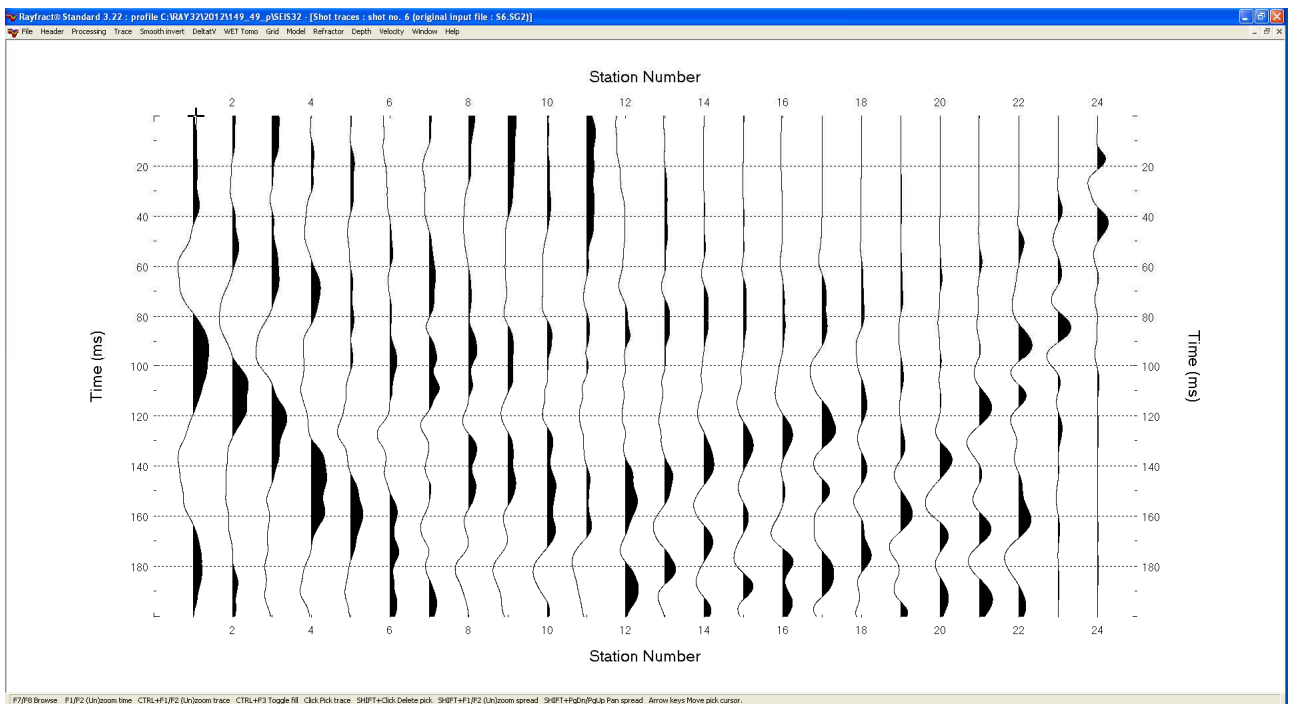 Rayfract® Standard 3.22 : profile C:\RAY32\2012\149_49_p\SEIS32 - [Shot traces : shot no. 6 (original input file : S6.SG2)]
File Header Processing Trace Smooth invert DeltatV WET Tomo Grid Model Refractor Depth Velocity Window Help
Station Number
2 4 6 8 10 12 14 16 18 20 22 24
20 20
40 40
60 60
80 80
Time (ms) Time (ms)
100 100
120 120
140 140
160 160
180 180
2 4 6 8 10 12 14 16 18 20 22 24
Station Number
F7/F8 Browse F1/F2 (Un)zoom time CTRL+F1/F2 (Un)zoom trace CTRL+F3 Toggle fill Click Pick trace SHIFT+Click Delete pick SHIFT+F1/F2 (Un)zoom spread SHIFT+PgDn/PgUp Pan spread Arrow keys Move pick cursor.